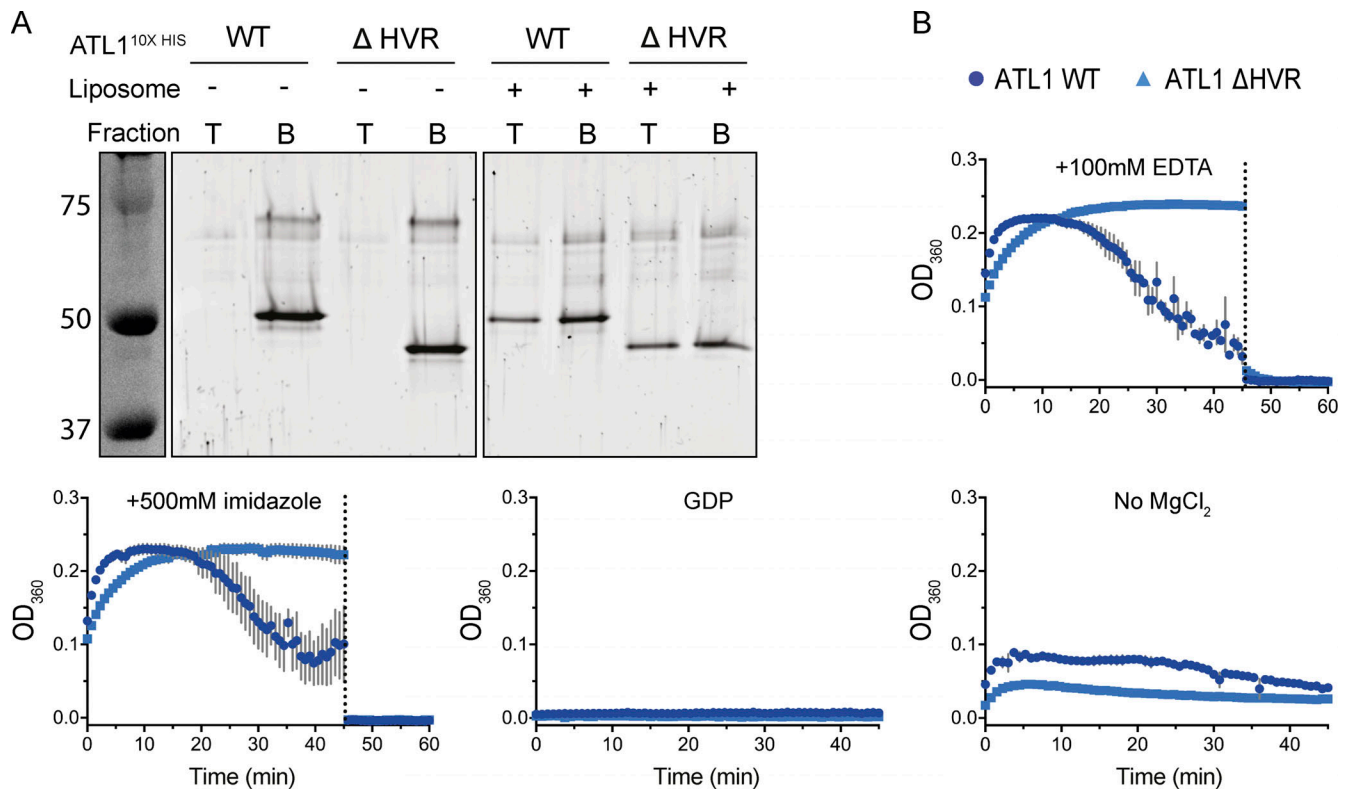 A
B
ATL110X HIS WT Δ HVR WT Δ HVR
Liposome - - - - + + + +
Fraction T B T B T B T B
75
50
37
ATL1 WT ATL1 ΔHVR
+100mM EDTA
OD360
0.3
0.2
0.1
0.0
0 10 20 30 40 50 60
+500mM imidazole
OD360
0.3
0.2
0.1
0.0
0 10 20 30 40 50 60
Time (min)
GDP
OD360
0.3
0.2
0.1
0.0
0 10 20 30 40
Time (min)
No MgCl2
OD360
0.3
0.2
0.1
0.0
0 10 20 30 40
Time (min)